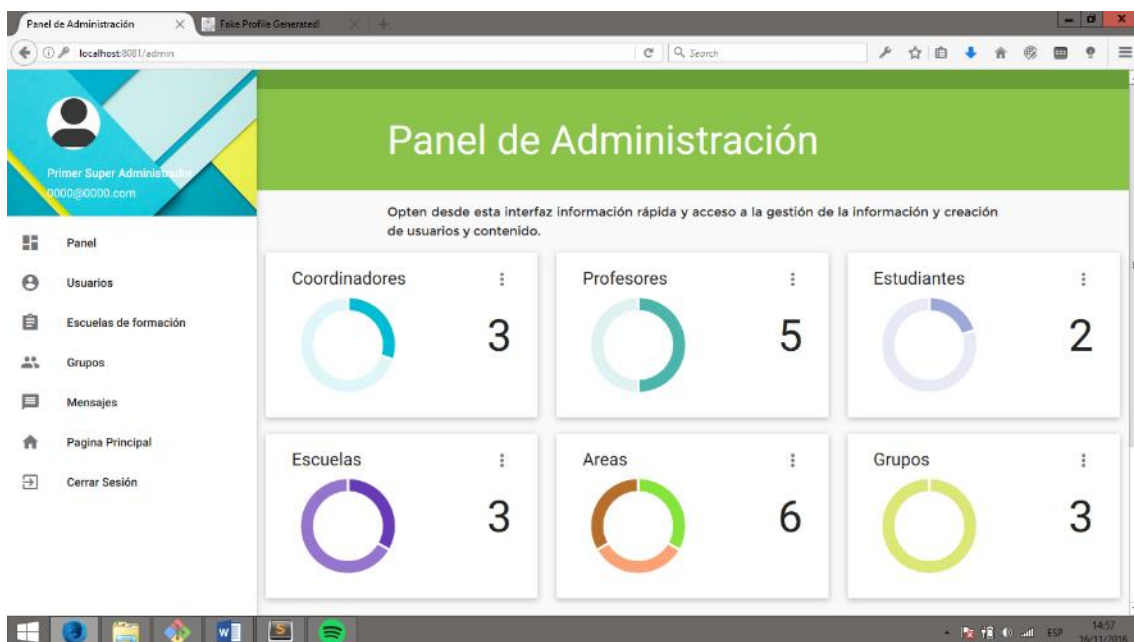 Panel de Administración
Fake Profile Generated!
localhost:8081/admin
Search
Primer Super Administrador
0000@0000.com
Panel
Usuarios
Escuelas de formación
Grupos
Mensajes
Pagina Principal
Cerrar Sesión
Panel de Administración
Opten desde esta interfaz información rápida y acceso a la gestión de la información y creación
de usuarios y contenido.
Coordinadores
3
Profesores
5
Estudiantes
2
Escuelas
3
Areas
6
Grupos
3
ESP
14:57
16/11/2016